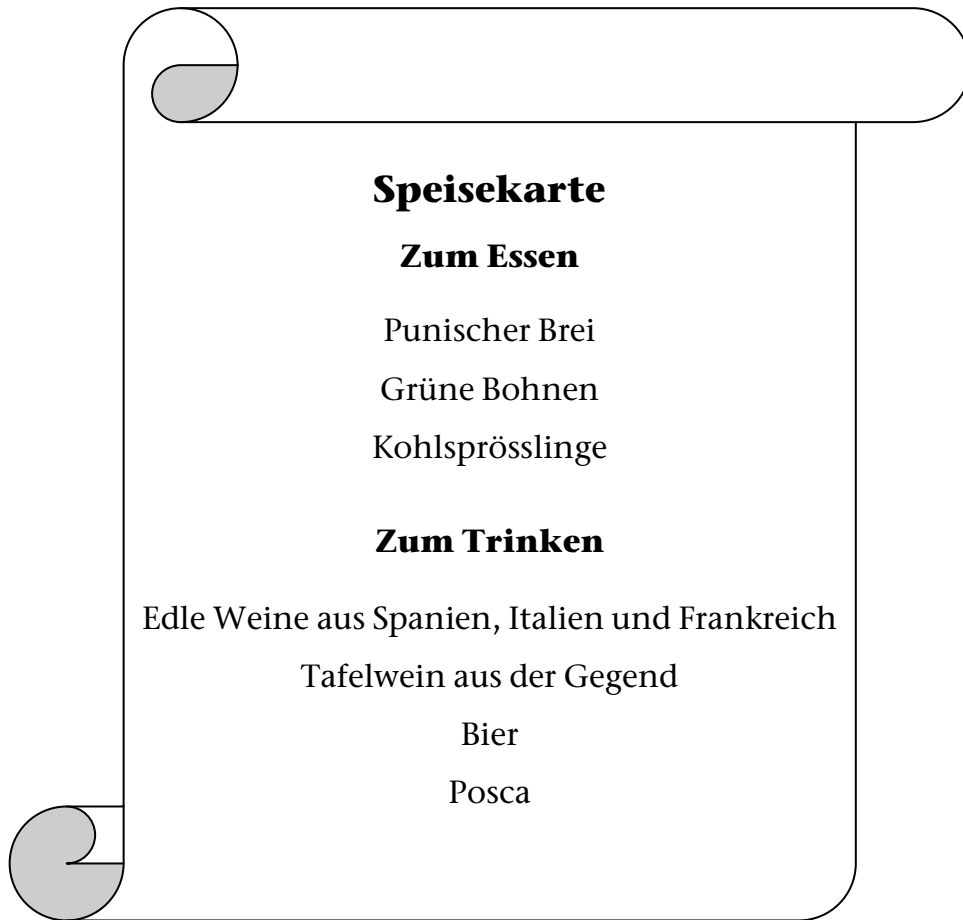 Speisekarte
Zum Essen
Punischer Brei
Grüne Bohnen
Kohlsprösslinge
Zum Trinken
Edle Weine aus Spanien, Italien und Frankreich
Tafelwein aus der Gegend
Bier
Posca